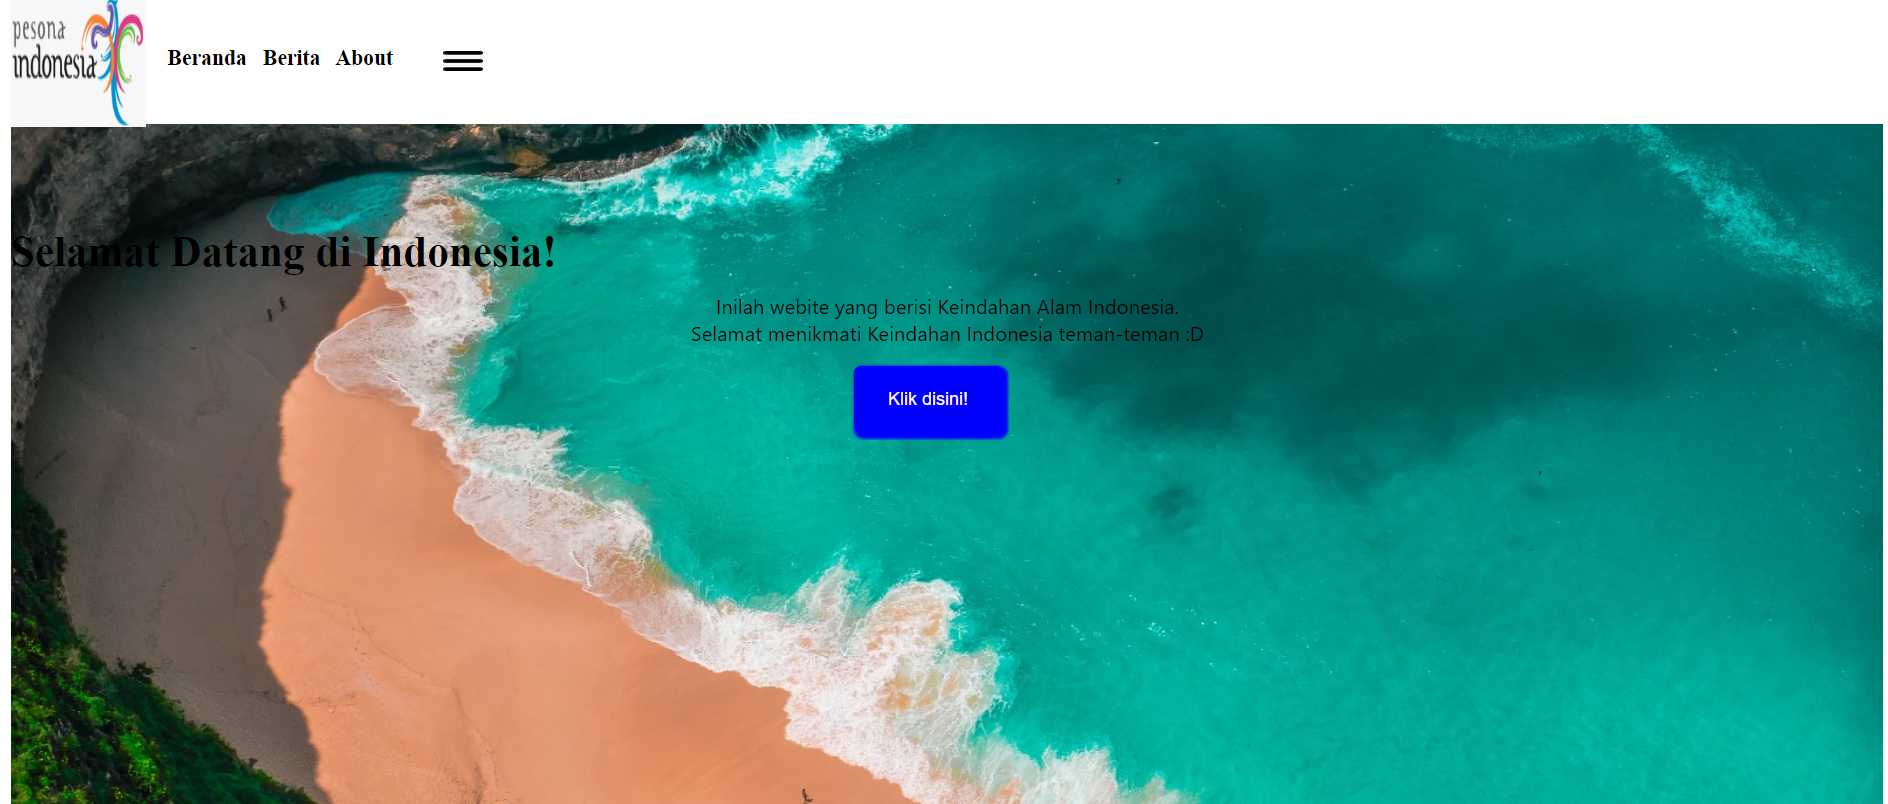 pesona
indonesia
Beranda Berita About
Selamat Datang di Indonesia!
Inilah webite yang berisi Keindahan Alam Indonesia.
Selamat menikmati Keindahan Indonesia teman-teman :D
Klik disini!